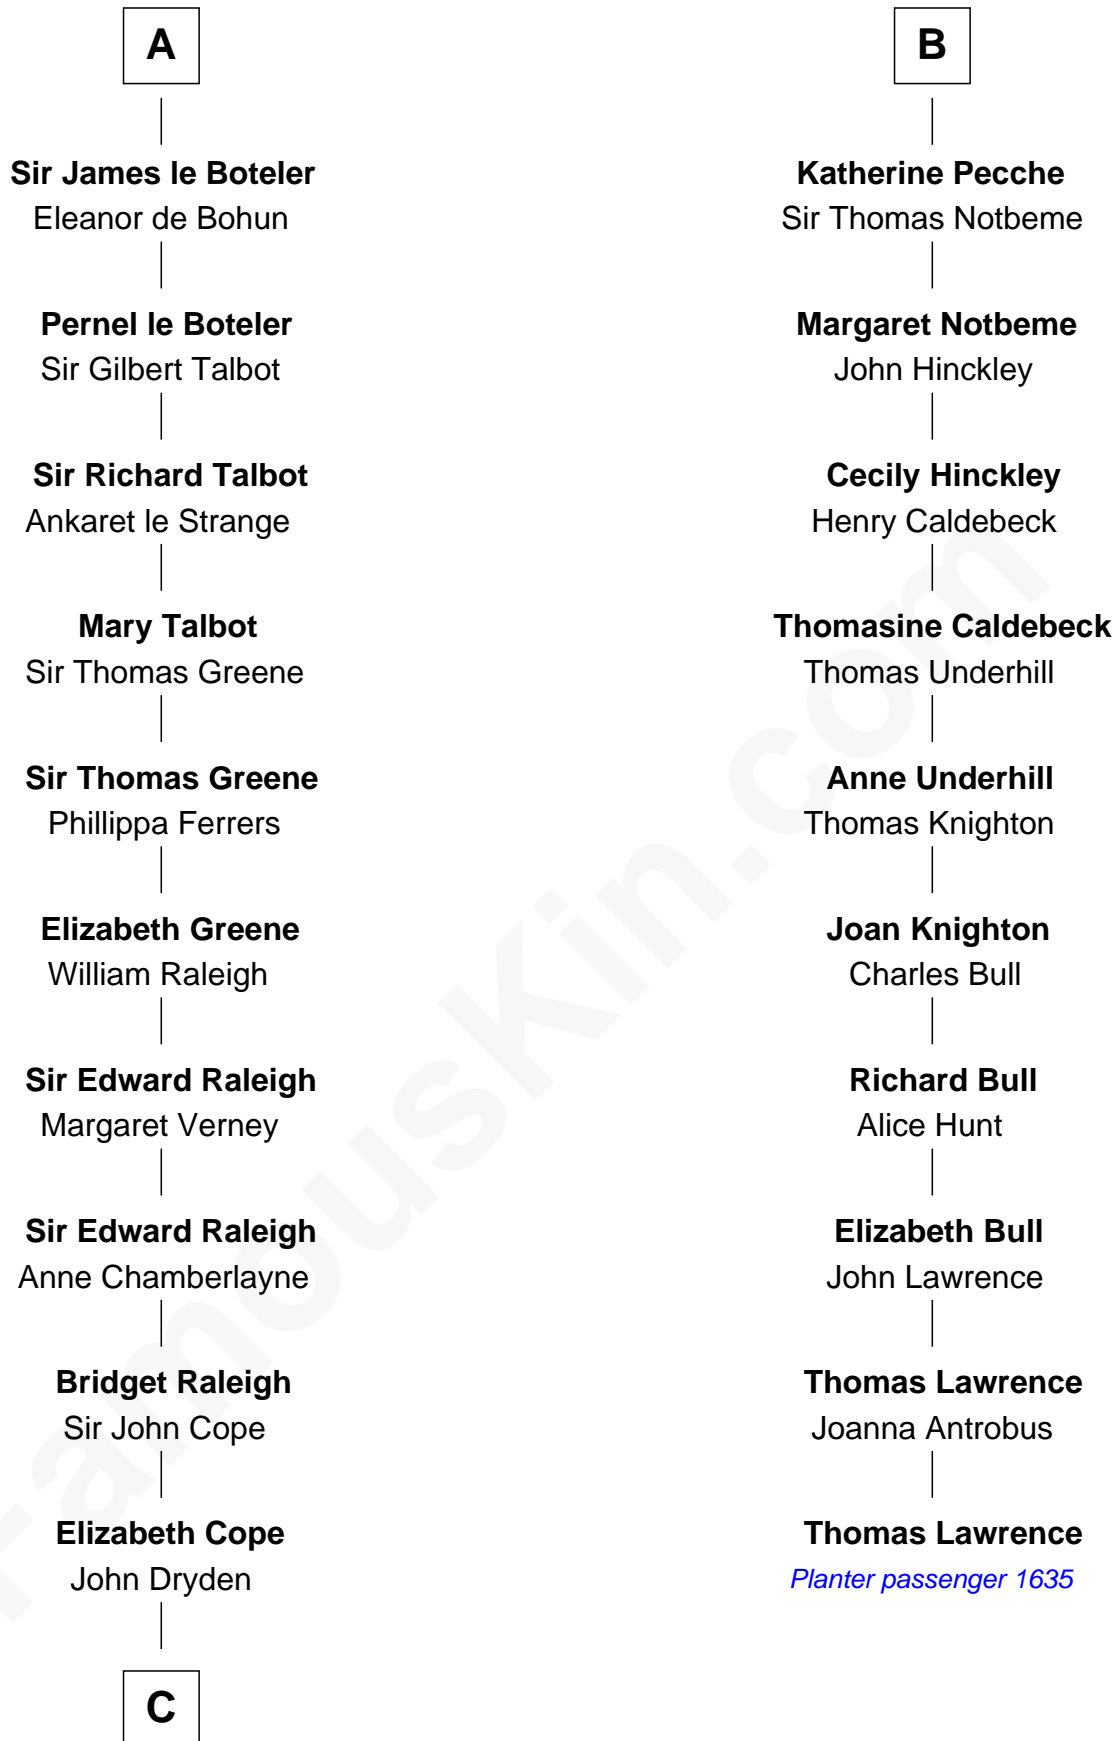 A
Sir James le Boteler
Eleanor de Bohun
Pernel le Boteler
Sir Gilbert Talbot
Sir Richard Talbot
Ankaret le Strange
Mary Talbot
Sir Thomas Greene
Sir Thomas Greene
Phillippa Ferrers
Elizabeth Greene
William Raleigh
Sir Edward Raleigh
Margaret Verney
Sir Edward Raleigh
Anne Chamberlayne
Bridget Raleigh
Sir John Cope
Elizabeth Cope
John Dryden
C
B
Katherine Pecche
Sir Thomas Notbeme
Margaret Notbeme
John Hinckley
Cecily Hinckley
Henry Caldebeck
Thomasine Caldebeck
Thomas Underhill
Anne Underhill
Thomas Knighton
Joan Knighton
Charles Bull
Richard Bull
Alice Hunt
Elizabeth Bull
John Lawrence
Thomas Lawrence
Joanna Antrobus
Thomas Lawrence
Planter passenger 1635
FamousKin.com